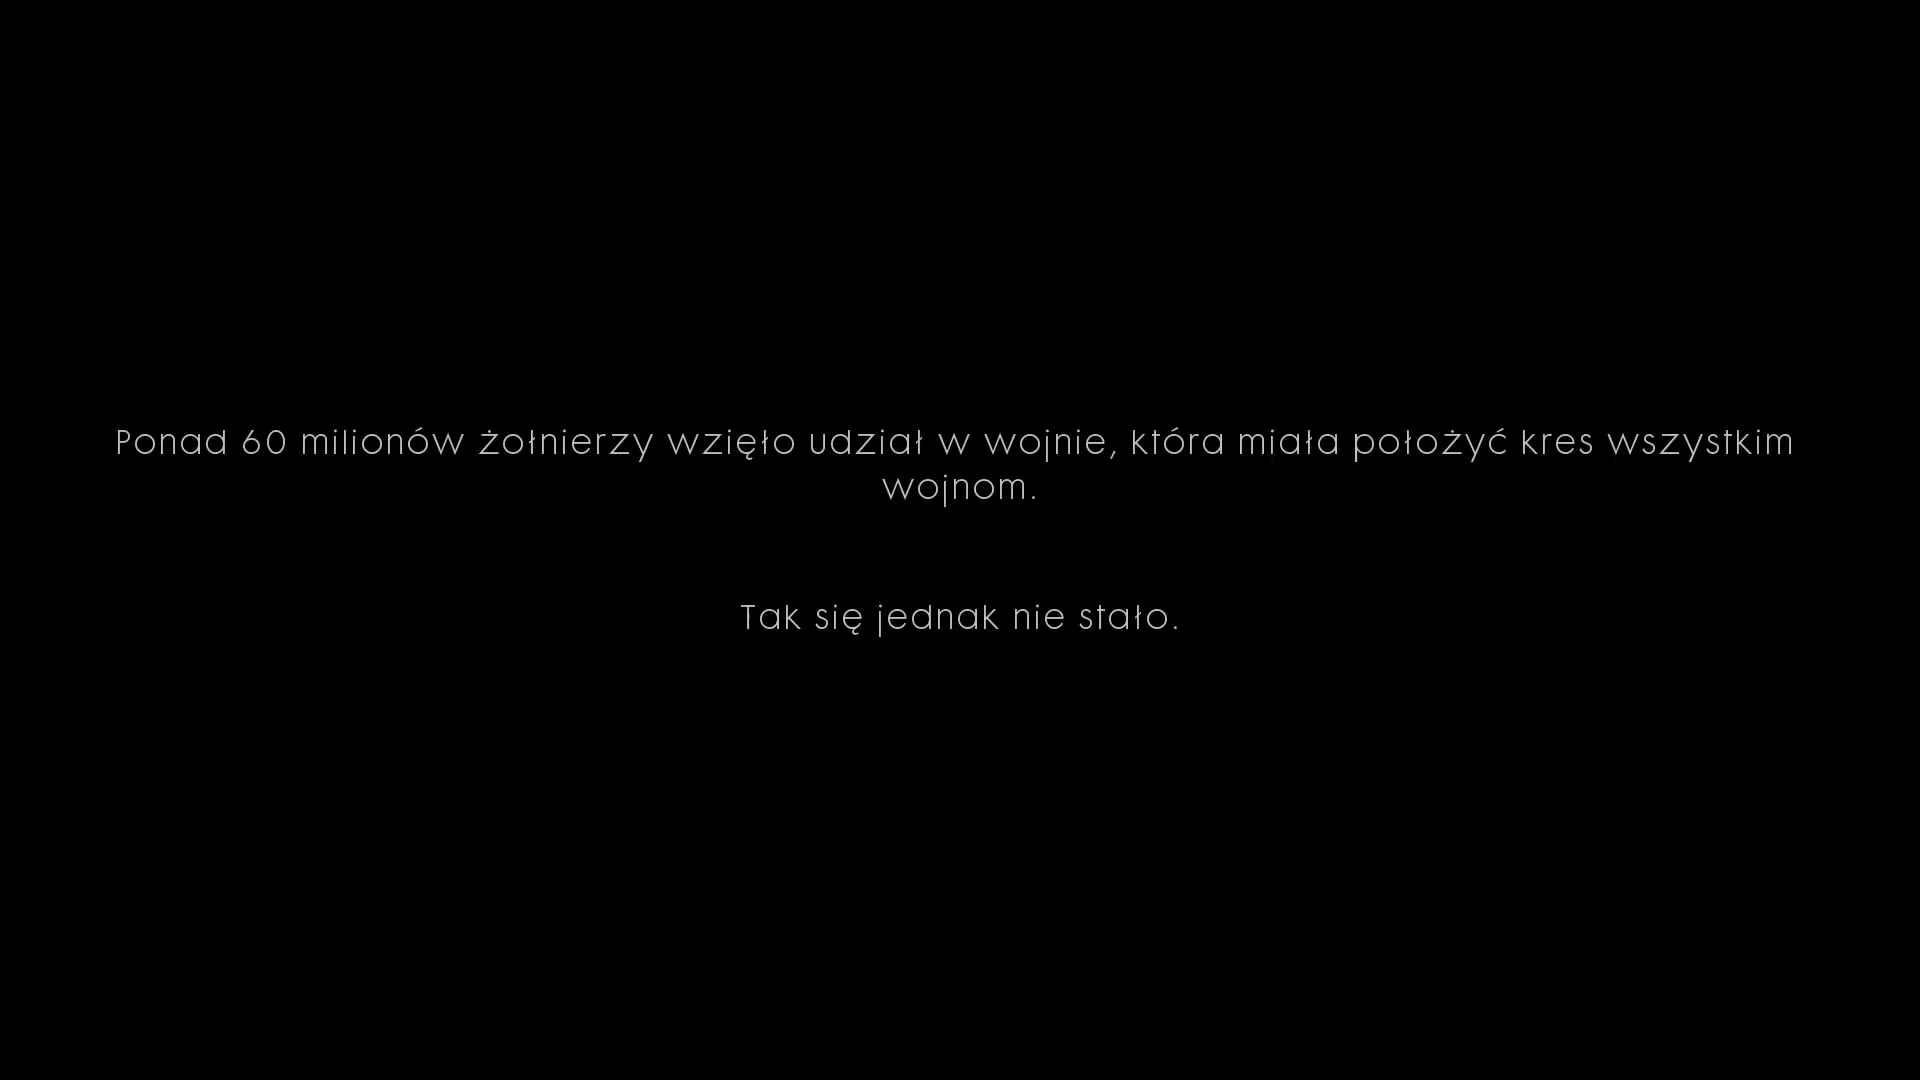 Ponad 60 milionów żołnierzy wzięło udział w wojnie, która miała położyć kres wszystkim
wojnom.
Tak się jednak nie stało.